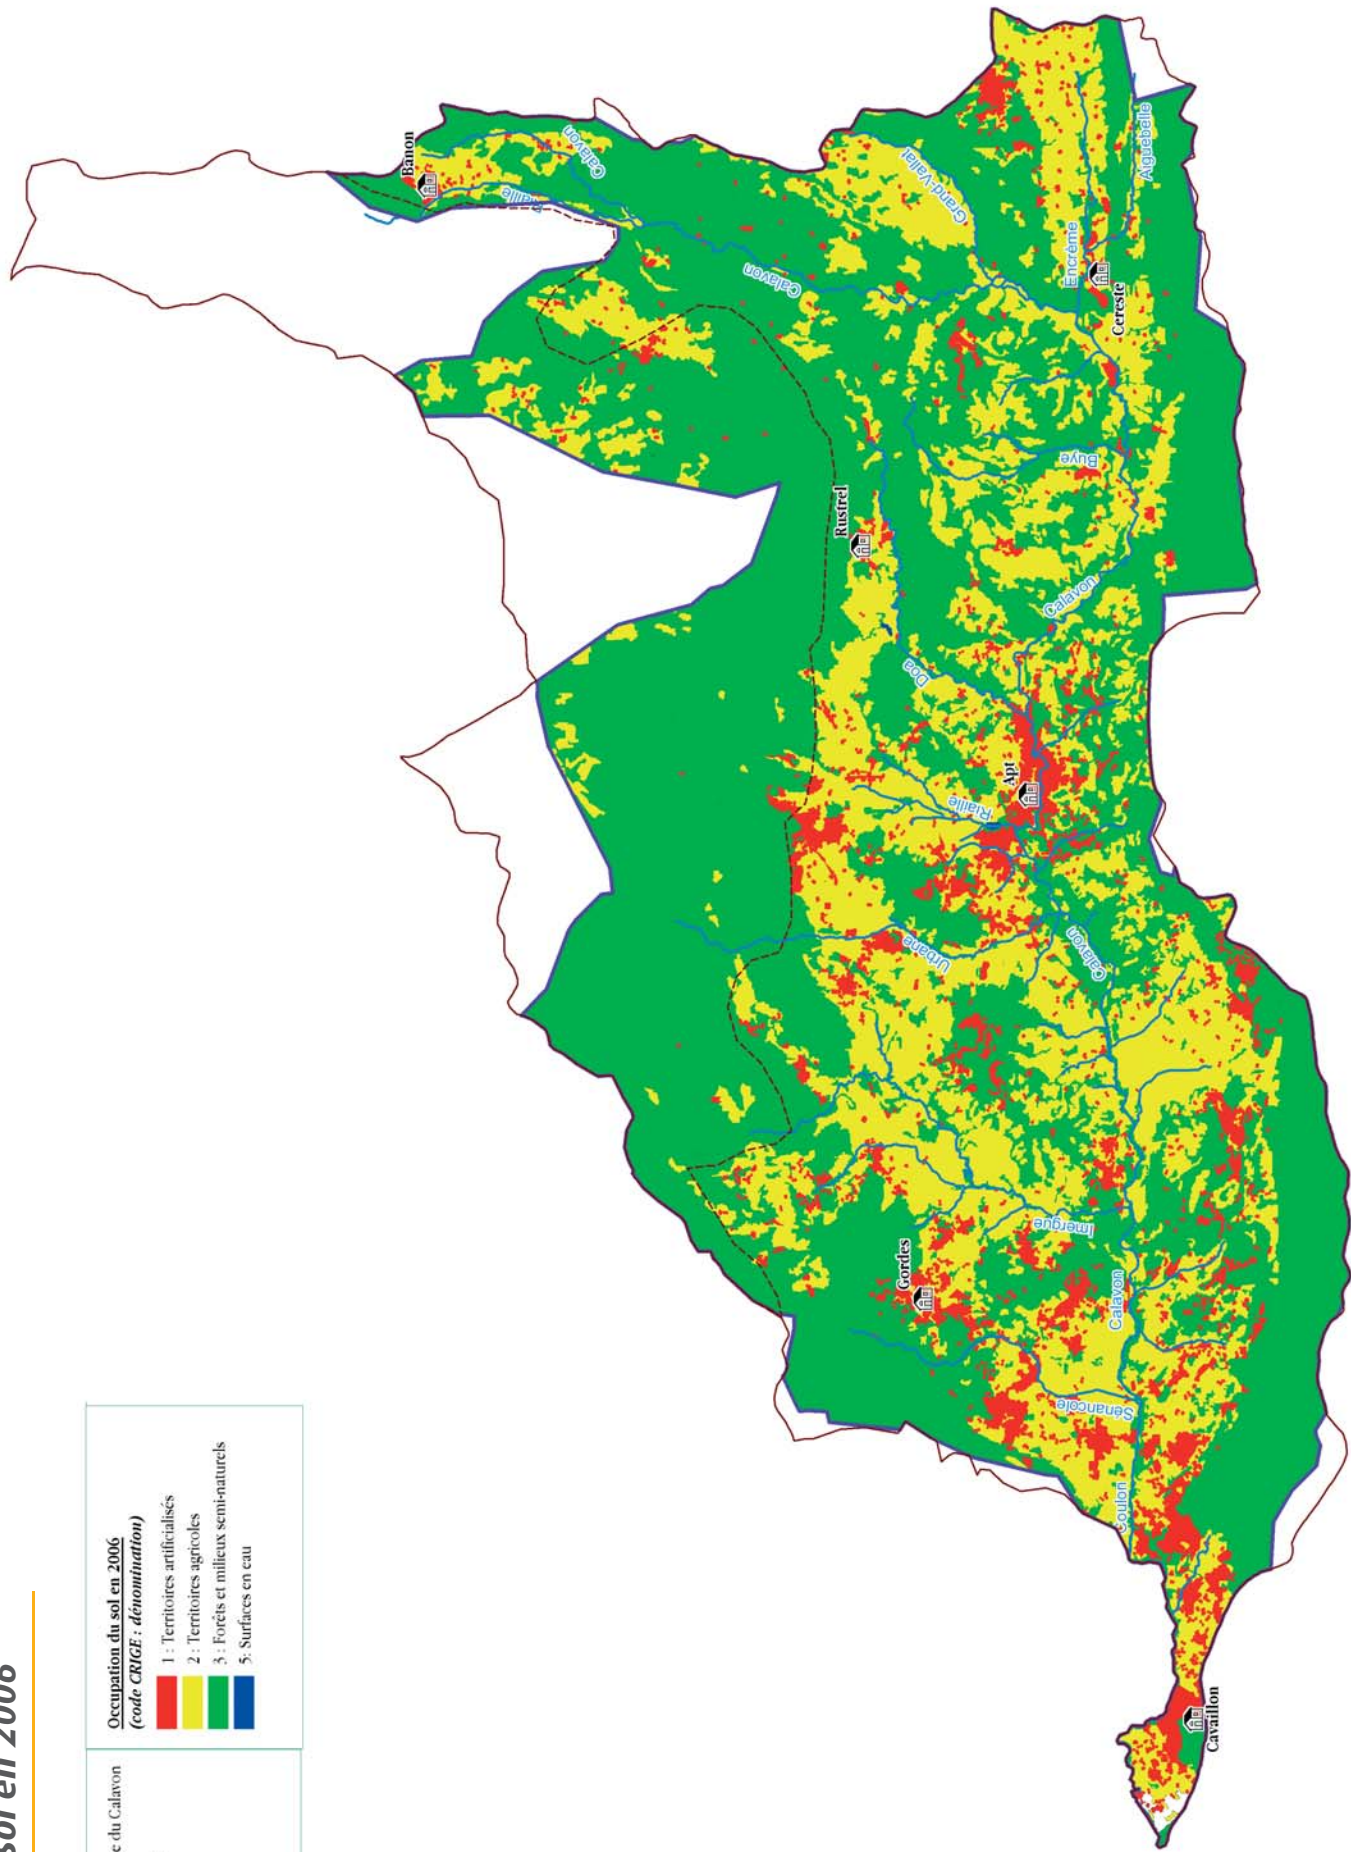 sol en 2006
e du Calavon
Occupation du sol en 2006
(code CRIGE : dénomination)
1 : Territoires artificialisés
2 : Territoires agricoles
3 : Forêts et milieux semi-naturels
5: Surfaces en eau
Banon
Calavon
Calavon
Grand-Vallat
Encrême
Aiguebelle
Céreste
Rustrel
Buye
Calavon
Doa
Apt
Riaille
Urbane
Calavon
Imergue
Gordes
Calavon
Sénancole
Coulon
Cavaillon